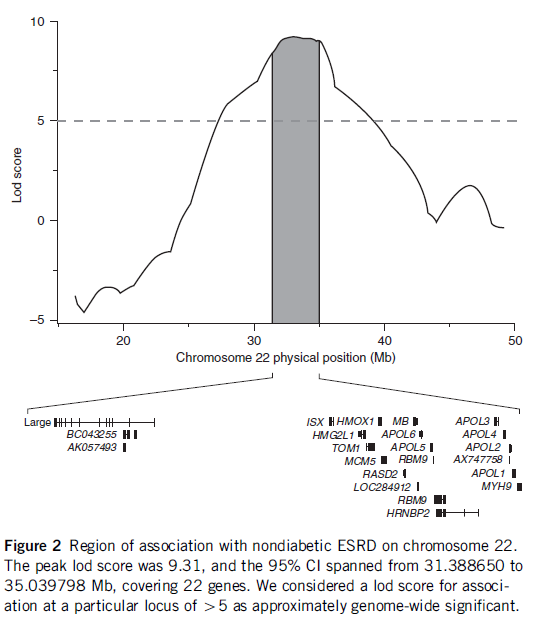 10
5
0
−5
Lod score
20 30 40 50
Chromosome 22 physical position (Mb)
Large ISX HMOX1 MB APOL3
BC043255 HMG2L1 APOL6 APOL4
AK057493 TOM1 APOL5 APOL2
MCM5 RBM9 AX747758
RASD2 APOL1
LOC284912 MYH9
RBM9
HRNBP2
Figure 2 Region of association with nondiabetic ESRD on chromosome 22.
The peak lod score was 9.31, and the 95% CI spanned from 31.388650 to
35.039798 Mb, covering 22 genes. We considered a lod score for associ-
ation at a particular locus of >5 as approximately genome-wide significant.